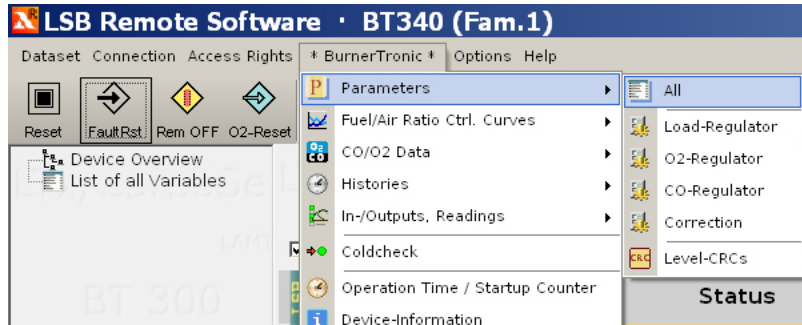 LSB Remote Software · BT340 (Fam.1)
Dataset Connection Access Rights * BurnerTronic * Options Help
Reset FaultRst Rem OFF O2-Reset
Device Overview
List of all Variables
P Parameters
Fuel/Air Ratio Ctrl. Curves
O2 CO CO/O2 Data
Histories
In-/Outputs, Readings
Coldcheck
Operation Time / Startup Counter
i Device-Information
All
Load-Regulator
O2-Regulator
CO-Regulator
Correction
CRC Level-CRCs
Status
BT 300